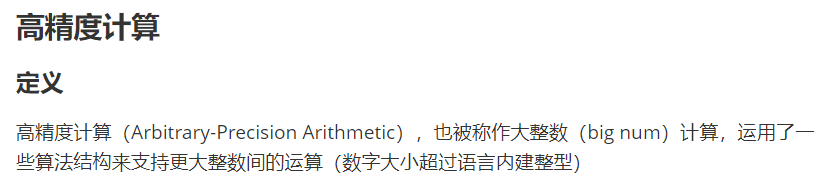 高精度计算
定义
高精度计算（Arbitrary-Precision Arithmetic），也被称作大整数（big num）计算，运用了一
些算法结构来支持更大整数间的运算（数字大小超过语言内建整型）